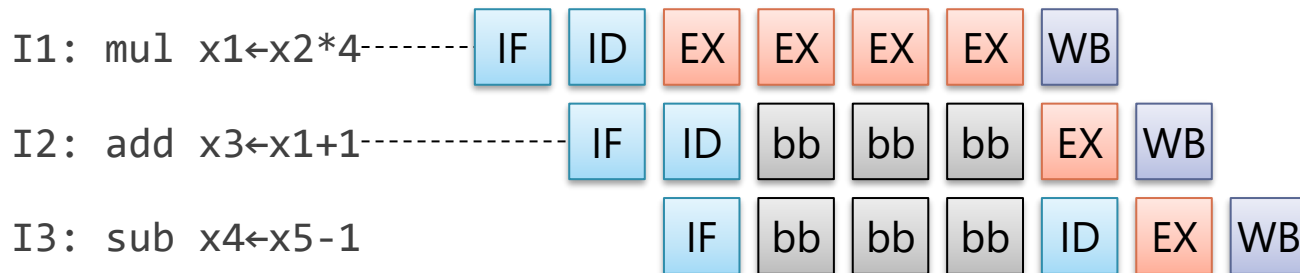 I1: mul x1←x2*4 IF ID EX EX EX EX WB
I2: add x3←x1+1 IF ID bb bb bb EX WB
I3: sub x4←x5-1 IF bb bb bb ID EX WB